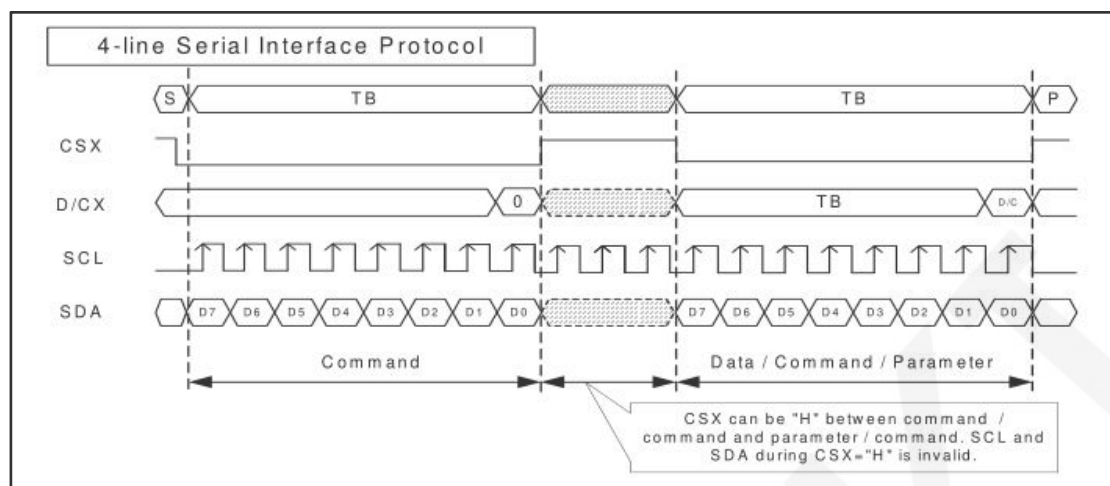 4-line Serial Interface Protocol
S TB TB P
CSX
D/CX 0 TB D/C
SCL
SDA D7 D6 D5 D4 D3 D2 D1 D0 D7 D6 D5 D4 D3 D2 D1 D0
Command Data / Command / Parameter
CSX can be "H" between command /
command and parameter / command. SCL and
SDA during CSX="H" is invalid.